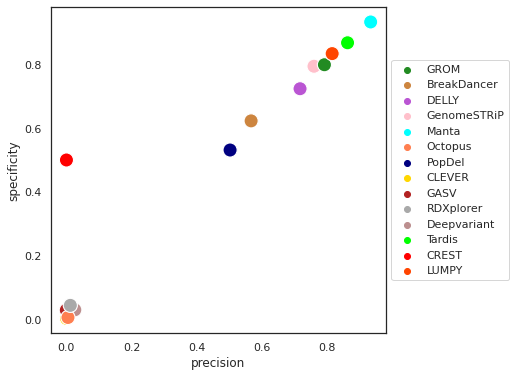 0.8
0.6
0.4
0.2
0.0
specificity
0.0 0.2 0.4 0.6 0.8
precision
GROM
BreakDancer
DELLY
GenomeSTRiP
Manta
Octopus
PopDel
CLEVER
GASV
RDXplorer
Deepvariant
Tardis
CREST
LUMPY